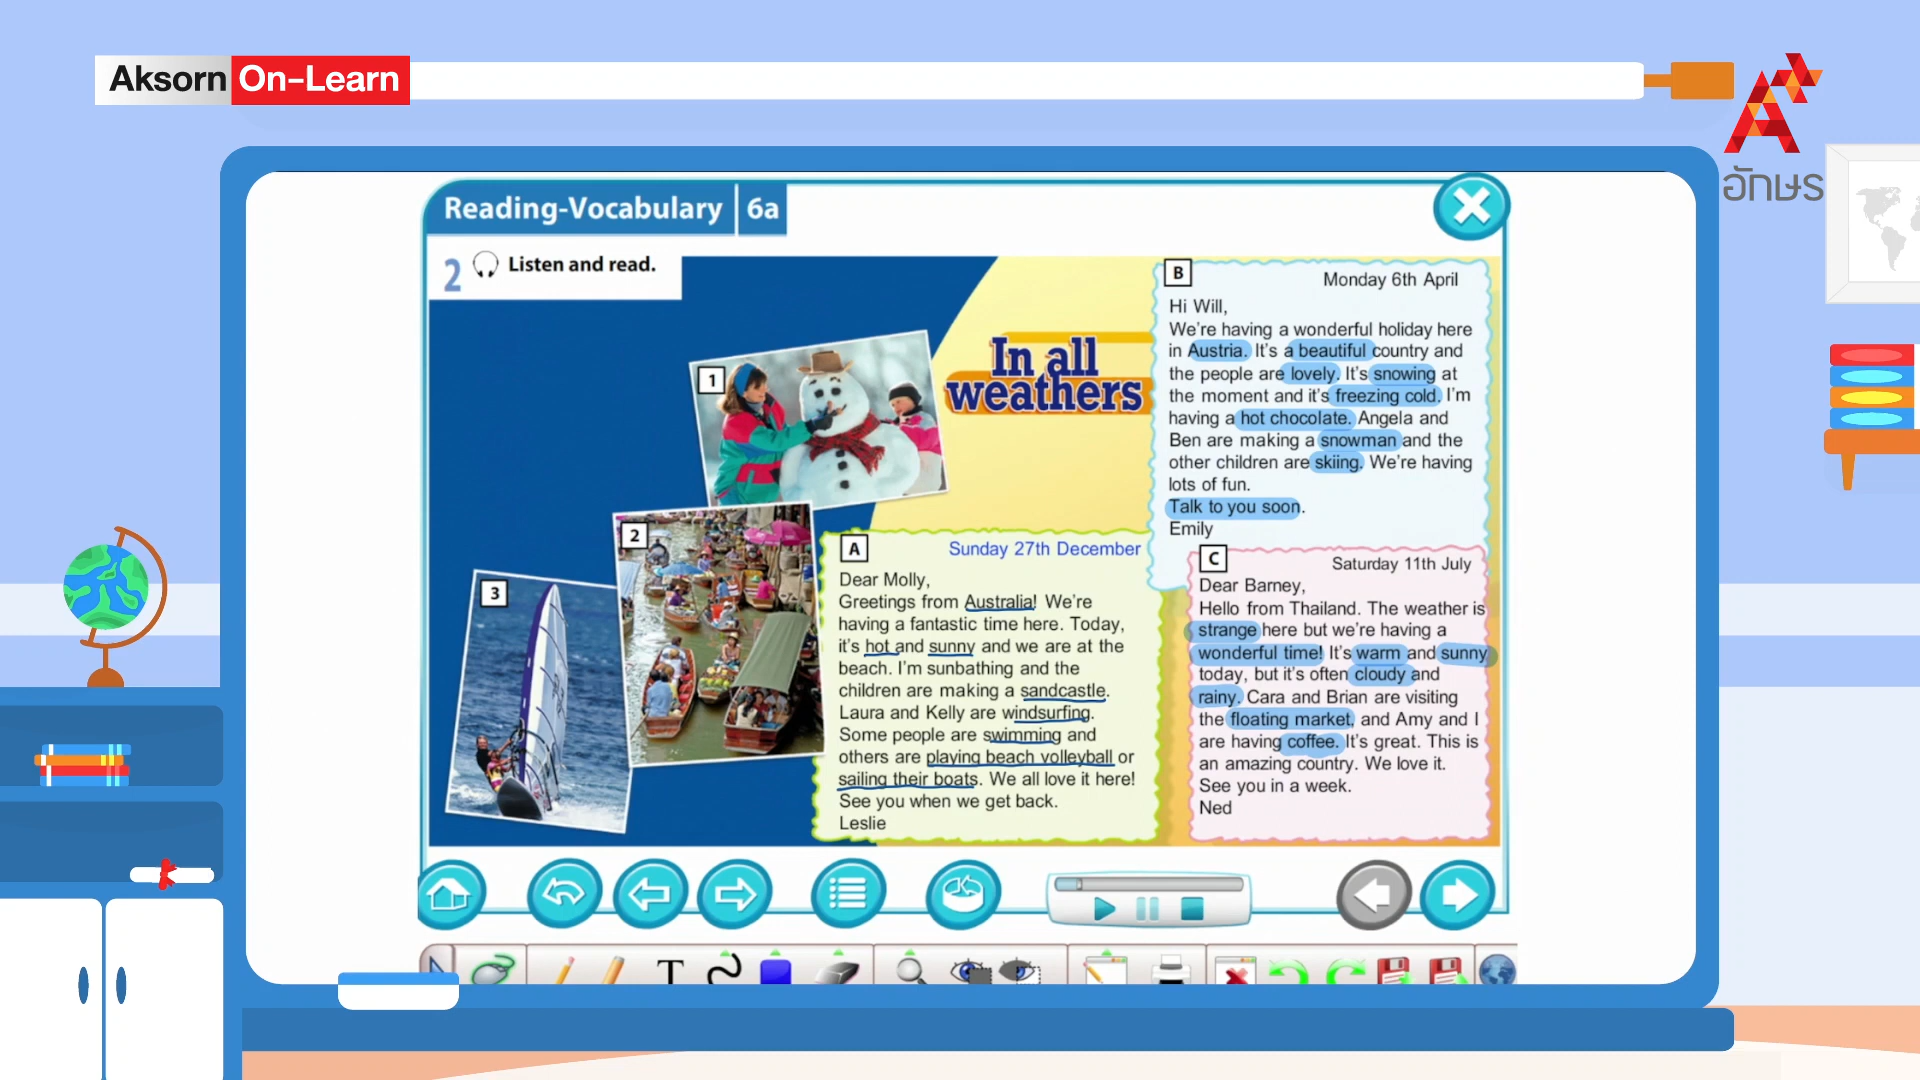 Aksorn On-Learn
อักษร
Reading-Vocabulary 6a
2 Listen and read.
In all
weathers
1
2
3
A
Sunday 27th December
Dear Molly,
Greetings from Australia! We're
having a fantastic time here. Today,
it's hot and sunny and we are at the
beach. I'm sunbathing and the
children are making a sandcastle.
Laura and Kelly are windsurfing.
Some people are swimming and
others are playing beach volleyball or
sailing their boats. We all love it here!
See you when we get back.
Leslie
B
Monday 6th April
Hi Will,
We're having a wonderful holiday here
in Austria. It's a beautiful country and
the people are lovely. It's snowing at
the moment and it's freezing cold. I'm
having a hot chocolate. Angela and
Ben are making a snowman and the
other children are skiing. We're having
lots of fun.
Talk to you soon.
Emily
C
Saturday 11th July
Dear Barney,
Hello from Thailand. The weather is
strange here but we're having a
wonderful time! It's warm and sunny
today, but it's often cloudy and
rainy. Cara and Brian are visiting
the floating market, and Amy and I
are having coffee. It's great. This is
an amazing country. We love it.
See you in a week.
Ned
T